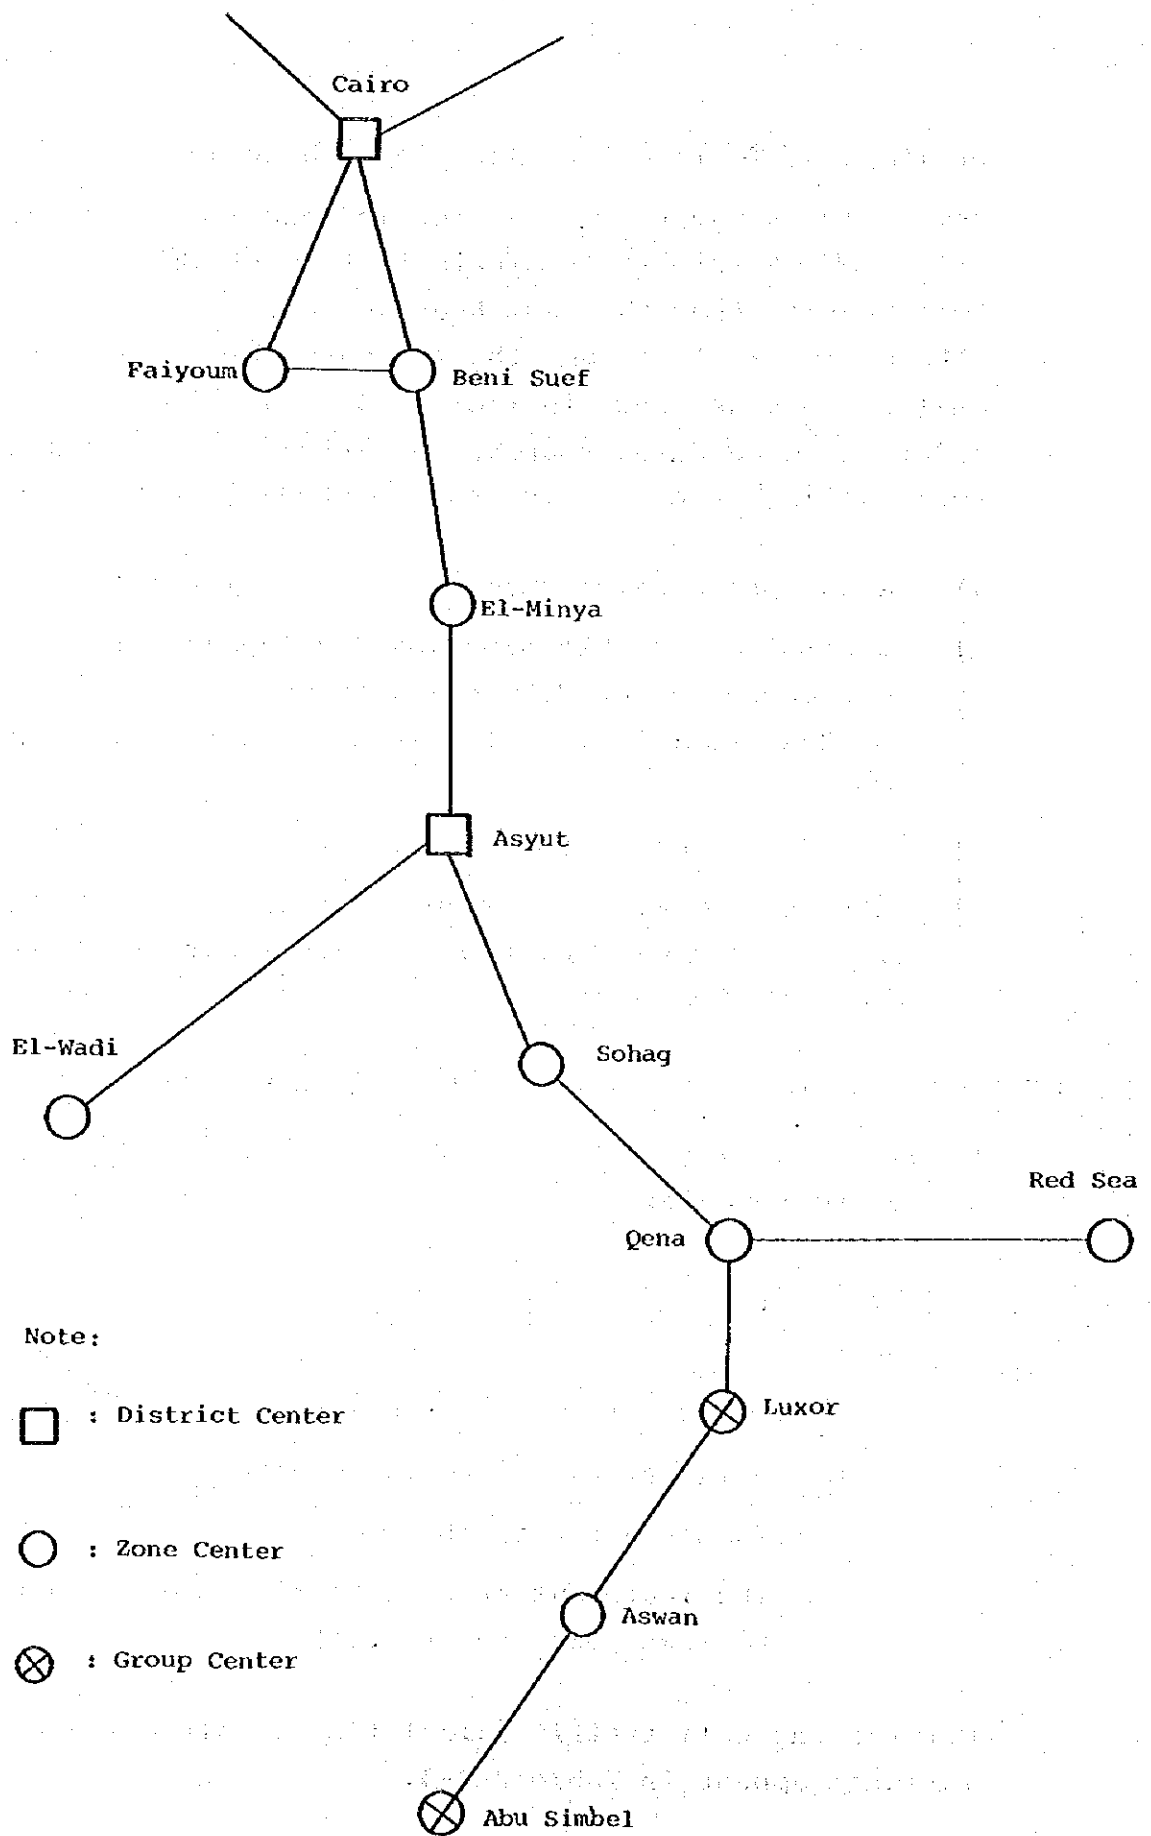 Cairo
Faiyoum
Beni Suef
El-Minya
Asyut
El-Wadi
Sohag
Red Sea
Qena
Note:
: District Center
Luxor
: Zone Center
Aswan
: Group Center
Abu Simbel